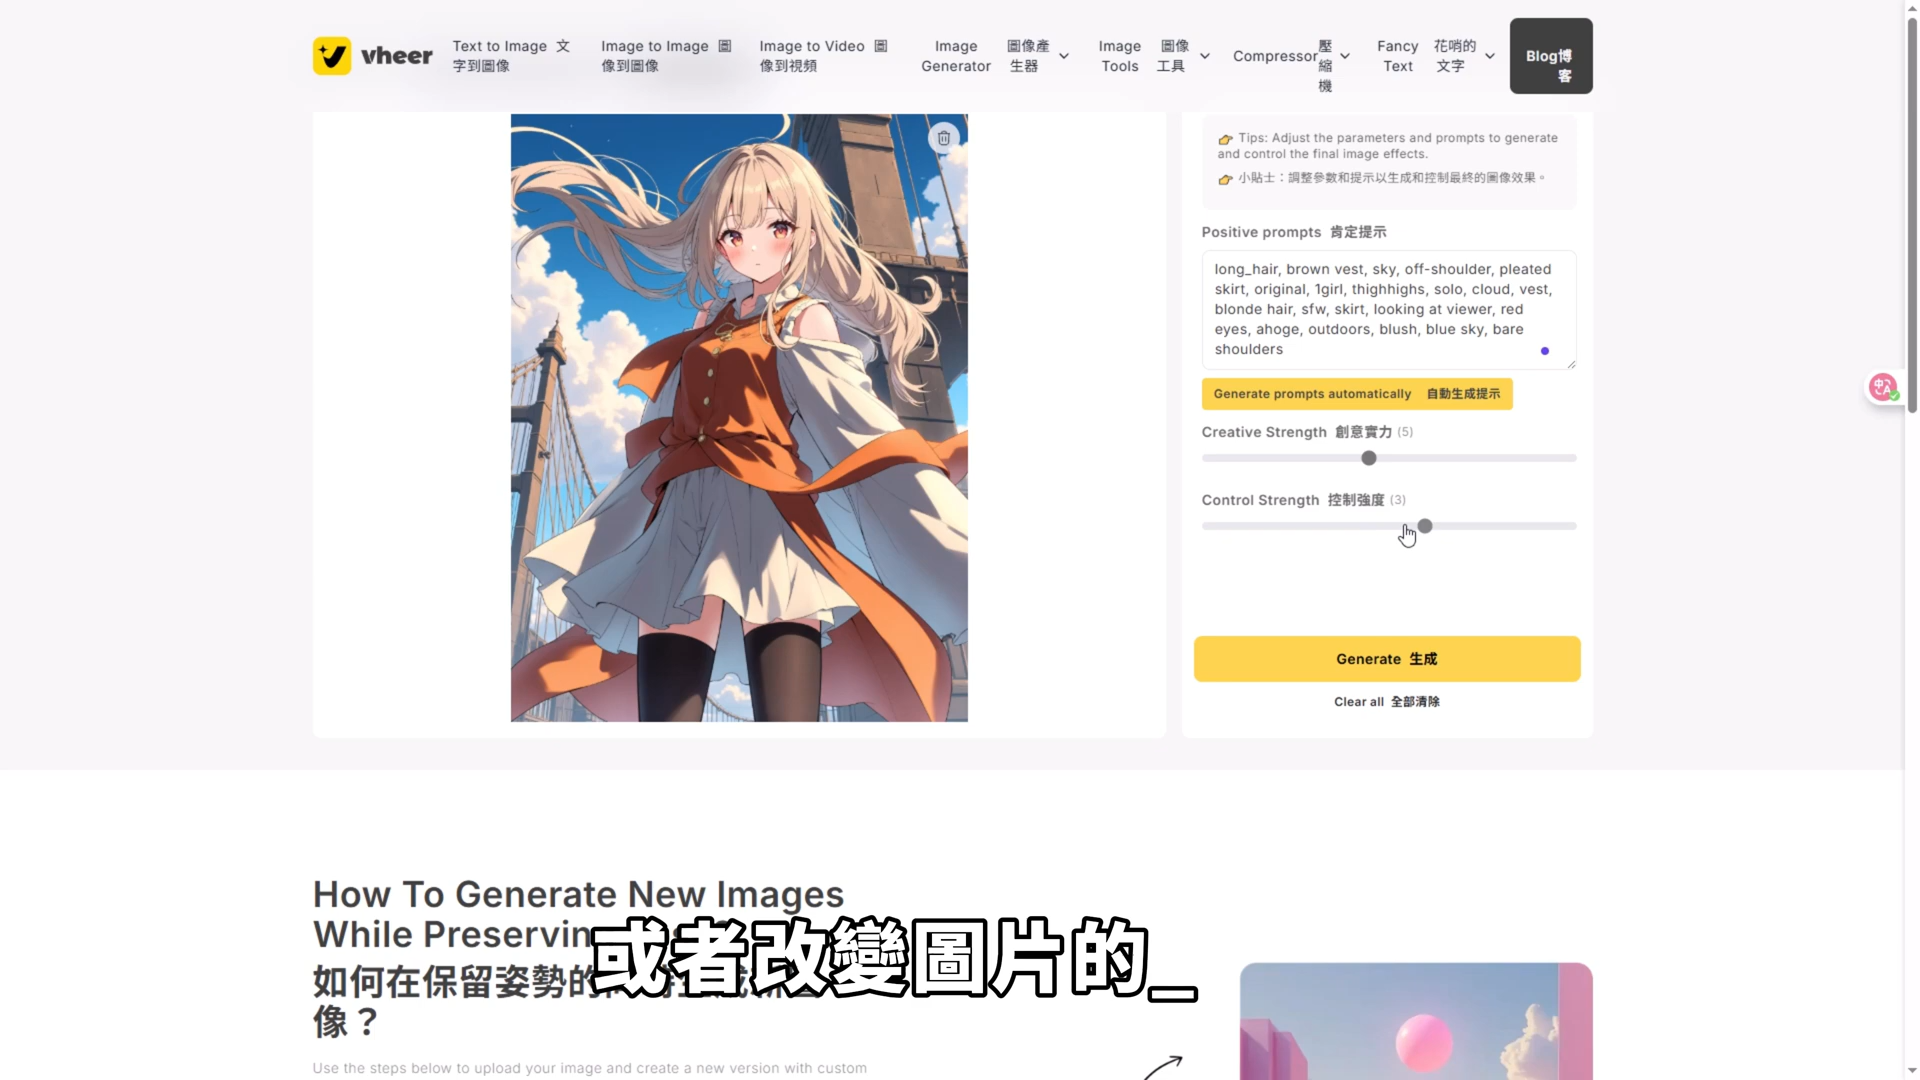 vheer
Text to Image 文字到圖像
Image to Image 圖像到圖像
Image to Video 圖像到視頻
Image Generator 圖像產生器
Image Tools 圖像工具
Compressor 壓縮機
Fancy Text 花哨的文字
Blog博客
👉 Tips: Adjust the parameters and prompts to generate
and control the final image effects.
👉 小貼士：調整參數和提示以生成和控制最終的圖像效果。
Positive prompts 肯定提示
long_hair, brown vest, sky, off-shoulder, pleated
skirt, original, 1girl, thighhighs, solo, cloud, vest,
blonde hair, sfw, skirt, looking at viewer, red
eyes, ahoge, outdoors, blush, blue sky, bare
shoulders
Generate prompts automatically 自動生成提示
Creative Strength 創意實力 (5)
Control Strength 控制強度 (3)
Generate 生成
Clear all 全部清除
How To Generate New Images
While Preservin
如何在保留姿勢的
像？
或者改變圖片的_
Use the steps below to upload your image and create a new version with custom